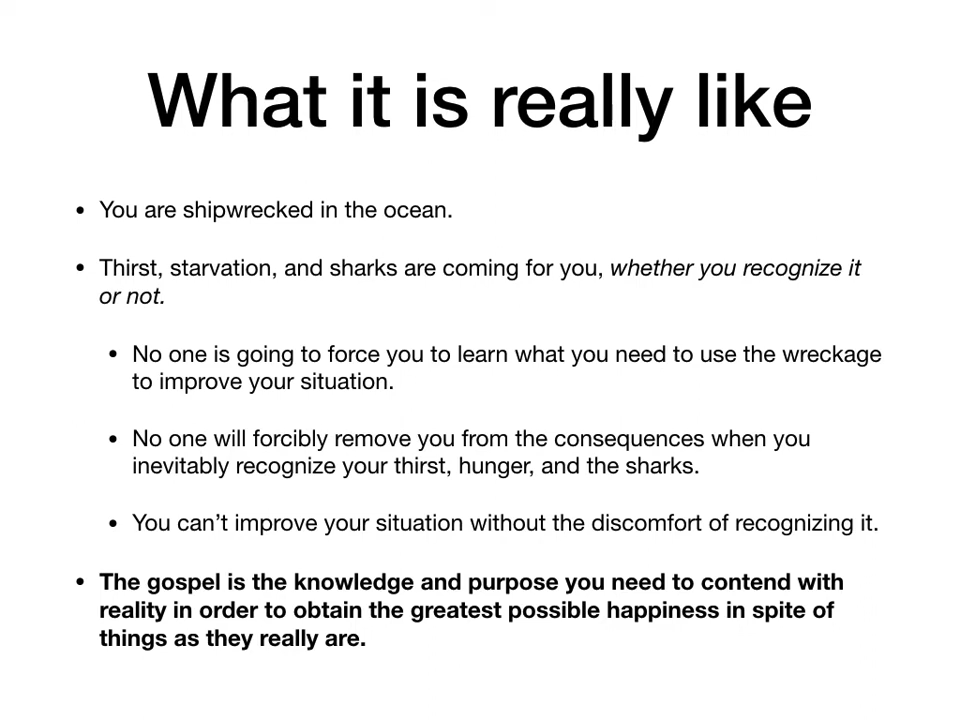 What it is really like
• You are shipwrecked in the ocean.
• Thirst, starvation, and sharks are coming for you, whether you recognize it
or not.
• No one is going to force you to learn what you need to use the wreckage
to improve your situation.
• No one will forcibly remove you from the consequences when you
inevitably recognize your thirst, hunger, and the sharks.
• You can’t improve your situation without the discomfort of recognizing it.
• The gospel is the knowledge and purpose you need to contend with
reality in order to obtain the greatest possible happiness in spite of
things as they really are.